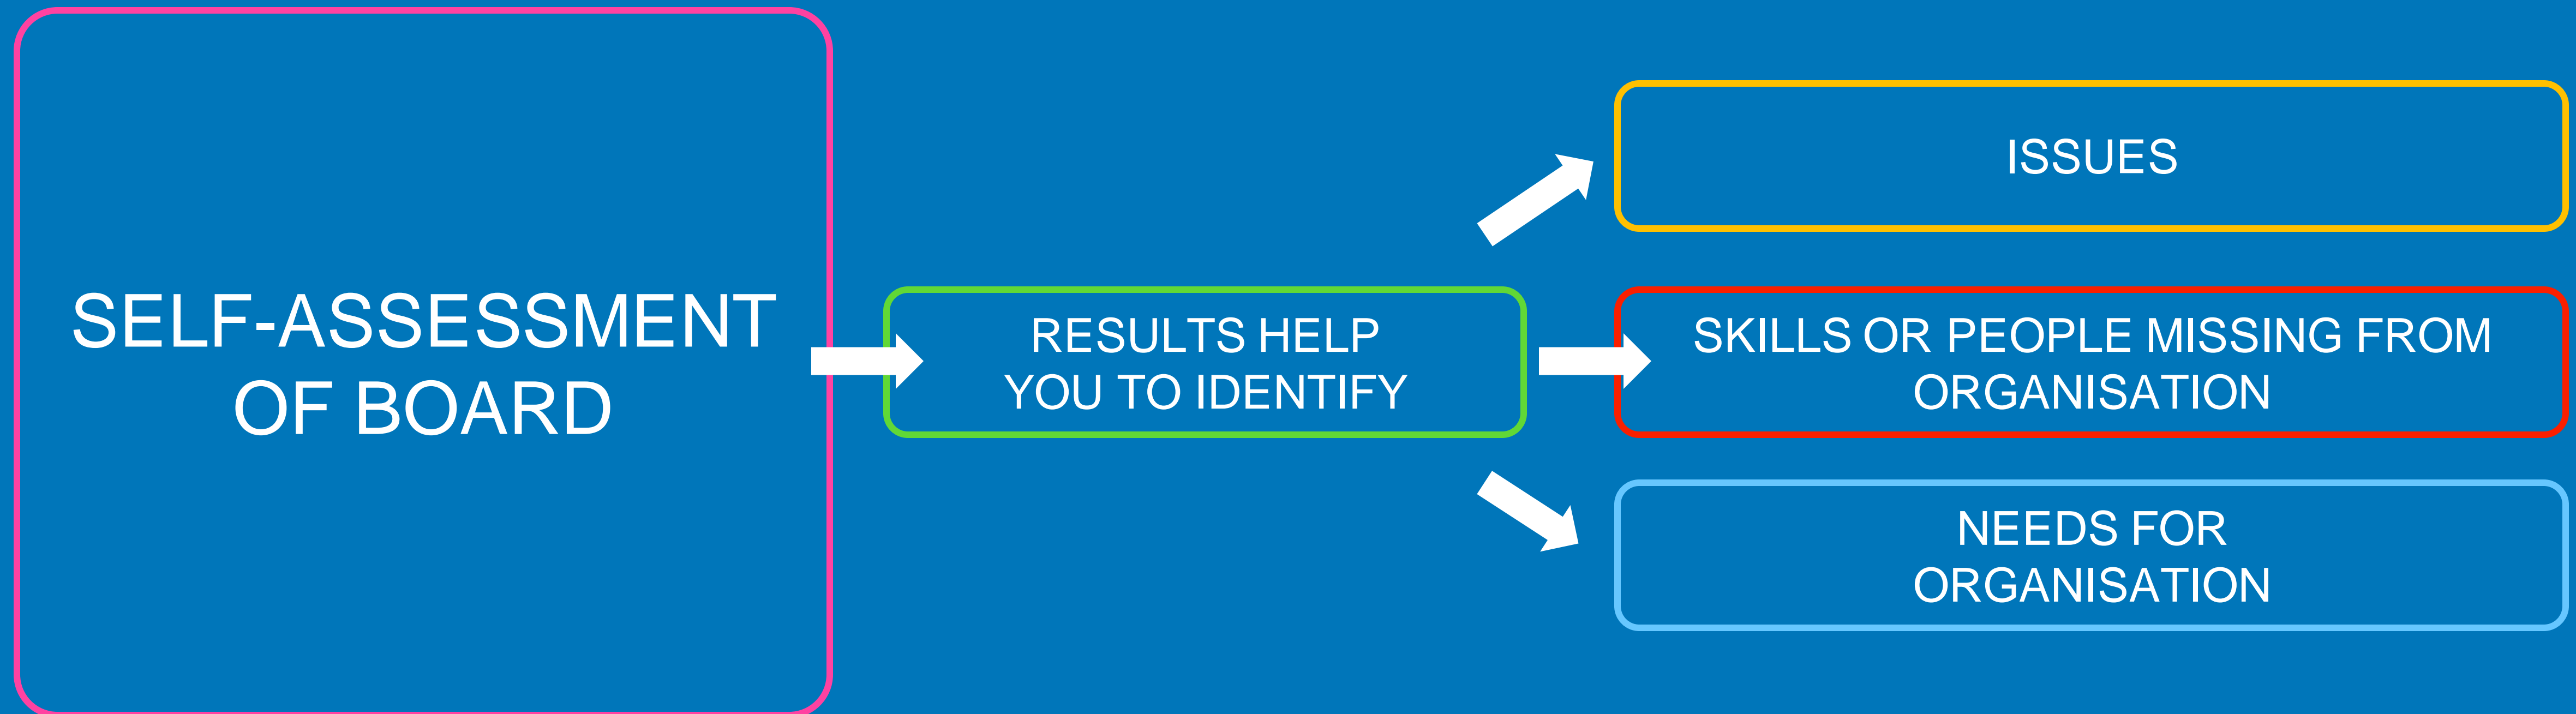 SELF-ASSESSMENT
OF BOARD
RESULTS HELP
YOU TO IDENTIFY
ISSUES
SKILLS OR PEOPLE MISSING FROM
ORGANISATION
NEEDS FOR
ORGANISATION